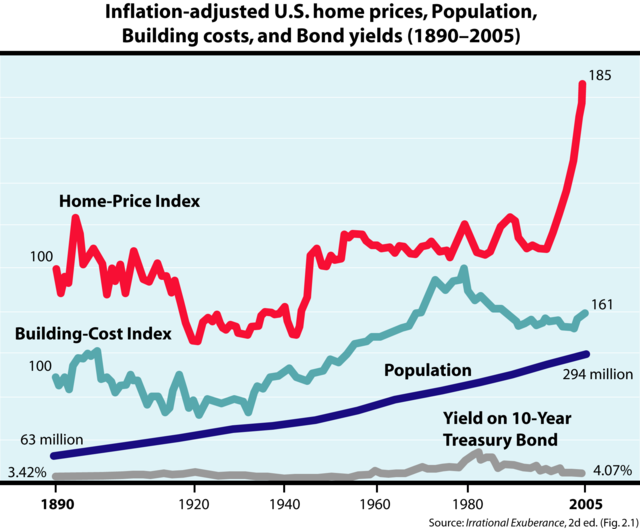 Inflation-adjusted U.S. home prices, Population,
Building costs, and Bond yields (1890–2005)
185
Home-Price Index
100
161
Building-Cost Index
100
Population
294 million
63 million
Yield on 10-Year
Treasury Bond
3.42%
4.07%
1890 1920 1940 1960 1980 2005
Source: Irrational Exuberance, 2d ed. (Fig. 2.1)